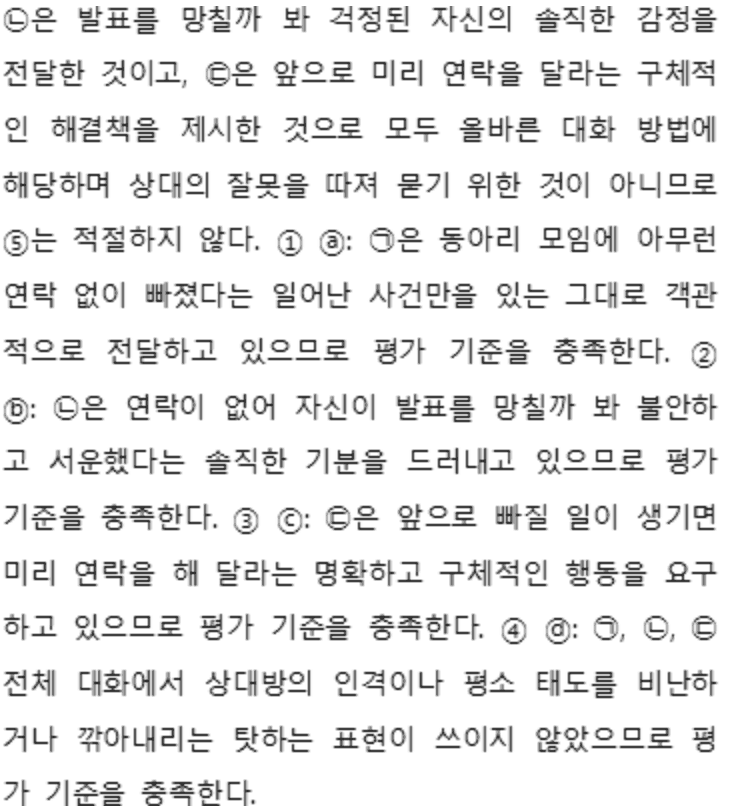 ㉡은 발표를 망칠까 봐 걱정된 자신의 솔직한 감정을
전달한 것이고, ㉢은 앞으로 미리 연락을 달라는 구체적
인 해결책을 제시한 것으로 모두 올바른 대화 방법에
해당하며 상대의 잘못을 따져 묻기 위한 것이 아니므로
⑤는 적절하지 않다. ① ⓐ: ㉠은 동아리 모임에 아무런
연락 없이 빠졌다는 일어난 사건만을 있는 그대로 객관
적으로 전달하고 있으므로 평가 기준을 충족한다. ②
ⓑ: ㉡은 연락이 없어 자신이 발표를 망칠까 봐 불안하
고 서운했다는 솔직한 기분을 드러내고 있으므로 평가
기준을 충족한다. ③ ⓒ: ㉢은 앞으로 빠질 일이 생기면
미리 연락을 해 달라는 명확하고 구체적인 행동을 요구
하고 있으므로 평가 기준을 충족한다. ④ ⓓ: ㉠, ㉡, ㉢
전체 대화에서 상대방의 인격이나 평소 태도를 비난하
거나 깎아내리는 탓하는 표현이 쓰이지 않았으므로 평
가 기준을 충족한다.